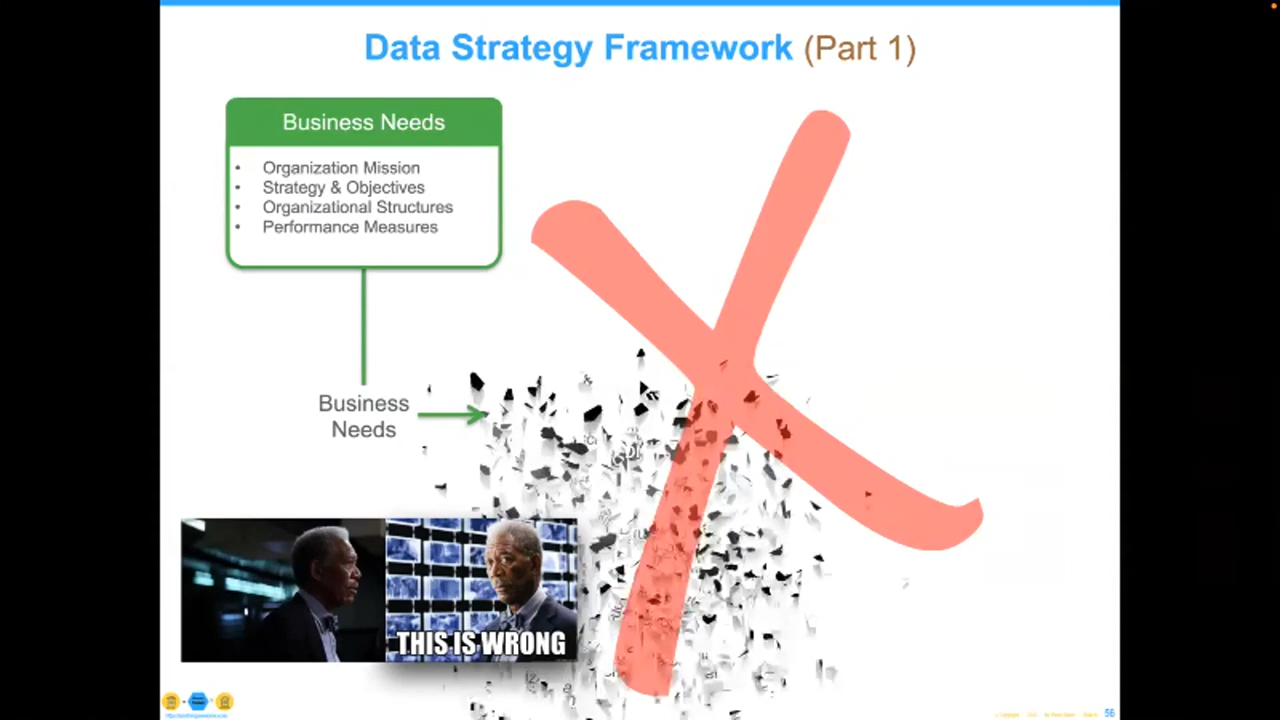 Data Strategy Framework (Part 1)
Business Needs
• Organization Mission
• Strategy & Objectives
• Organizational Structures
• Performance Measures
Business
Needs
THIS IS WRONG
56